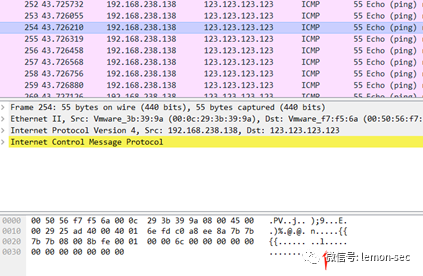 252 43.725732 192.168.238.138 123.123.123.123 ICMP 55 Echo (ping)
253 43.726055 192.168.238.138 123.123.123.123 ICMP 55 Echo (ping)
254 43.726210 192.168.238.138 123.123.123.123 ICMP 55 Echo (ping)
255 43.726319 192.168.238.138 123.123.123.123 ICMP 55 Echo (ping)
256 43.726458 192.168.238.138 123.123.123.123 ICMP 55 Echo (ping)
257 43.726568 192.168.238.138 123.123.123.123 ICMP 55 Echo (ping)
258 43.726756 192.168.238.138 123.123.123.123 ICMP 55 Echo (ping)
259 43.726880 192.168.238.138 123.123.123.123 ICMP 55 Echo (ping)
260 43.727126 192.168.238.138 123.123.123.123 ICMP 55 Echo (ping)
> Frame 254: 55 bytes on wire (440 bits), 55 bytes captured (440 bits)
> Ethernet II, Src: Vmware_3b:39:9a (00:0c:29:3b:39:9a), Dst: Vmware_f7:f5:6a (00:50:56:f7:
> Internet Protocol Version 4, Src: 192.168.238.138, Dst: 123.123.123.123
> Internet Control Message Protocol
0000 00 50 56 f7 f5 6a 00 0c 29 3b 39 9a 08 00 45 00 .PV..j.. );9...E.
0010 00 29 25 ad 40 00 40 01 6e fd c0 a8 ee 8a 7b 7b .)%.@.@. n.....{{
0020 7b 7b 08 00 8b fe 00 01 00 00 6c 00 00 00 00 00 {{...... ..l.....
0030 00 00 00 00 00 00 00
微信号: lemon-sec